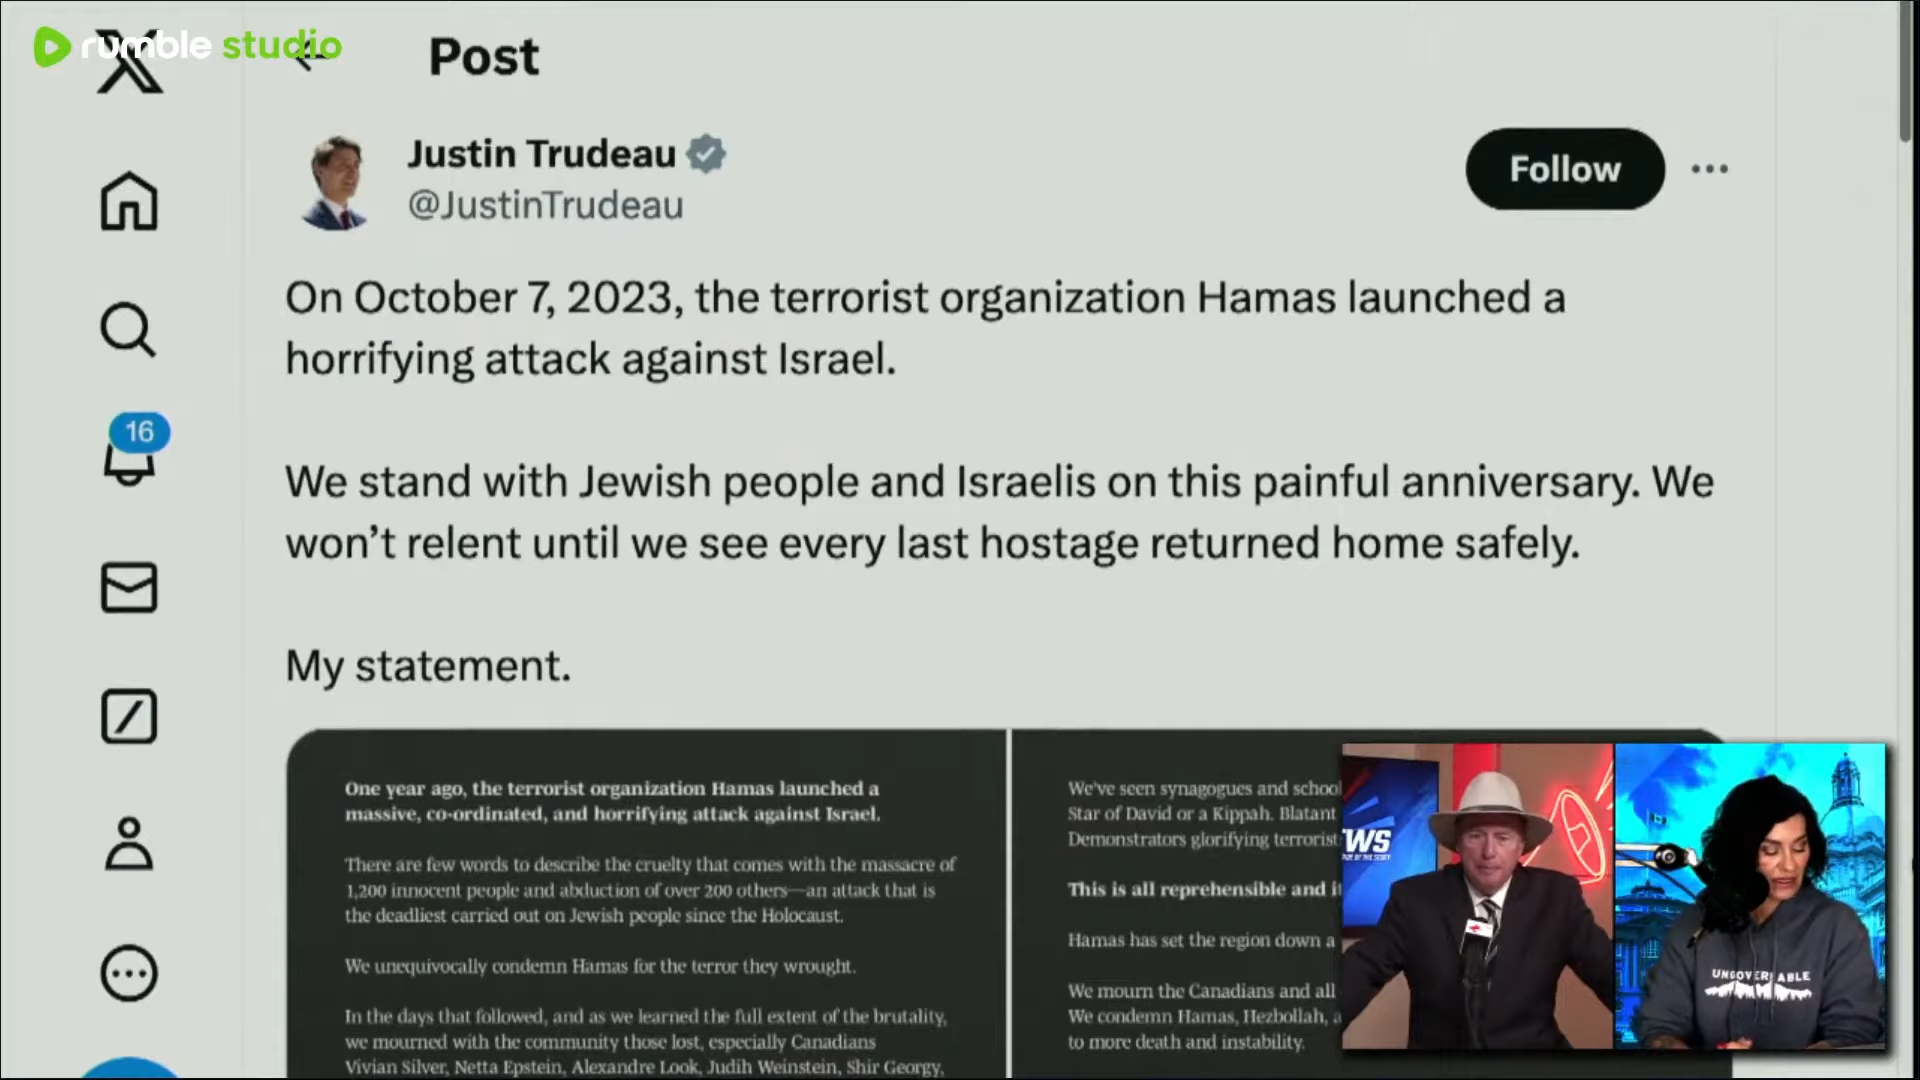 rumble studio
Post
Justin Trudeau
@JustinTrudeau
Follow
On October 7, 2023, the terrorist organization Hamas launched a
horrifying attack against Israel.
16
We stand with Jewish people and Israelis on this painful anniversary. We
won’t relent until we see every last hostage returned home safely.
My statement.
One year ago, the terrorist organization Hamas launched a
massive, co-ordinated, and horrifying attack against Israel.
There are few words to describe the cruelty that comes with the massacre of
1,200 innocent people and abduction of over 200 others—an attack that is
the deadliest carried out on Jewish people since the Holocaust.
We unequivocally condemn Hamas for the terror they wrought.
In the days that followed, and as we learned the full extent of the brutality,
we mourned with the community those lost, especially Canadians
Vivian Silver, Netta Epstein, Alexandre Look, Judih Weinstein, Shir Georgy,
We’ve seen synagogues and school
Star of David or a Kippah. Blatant
Demonstrators glorifying terrorist
This is all reprehensible and i
Hamas has set the region down a
We mourn the Canadians and all
We condemn Hamas, Hezbollah, a
to more death and instability.
WS
UNGOVERNABLE